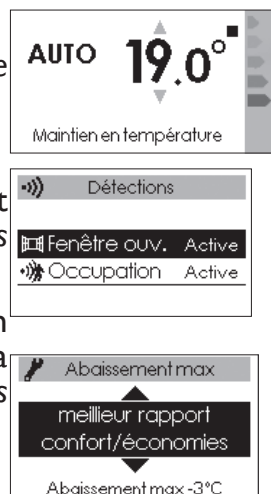 e
AUTO 19.0°
Maintien en température
t
Détections
s
Fenêtre ouv. Active
Occupation Active
n
a
Abaissement max
s
meilleur rapport
confort/économies
Abaissement max -3°C